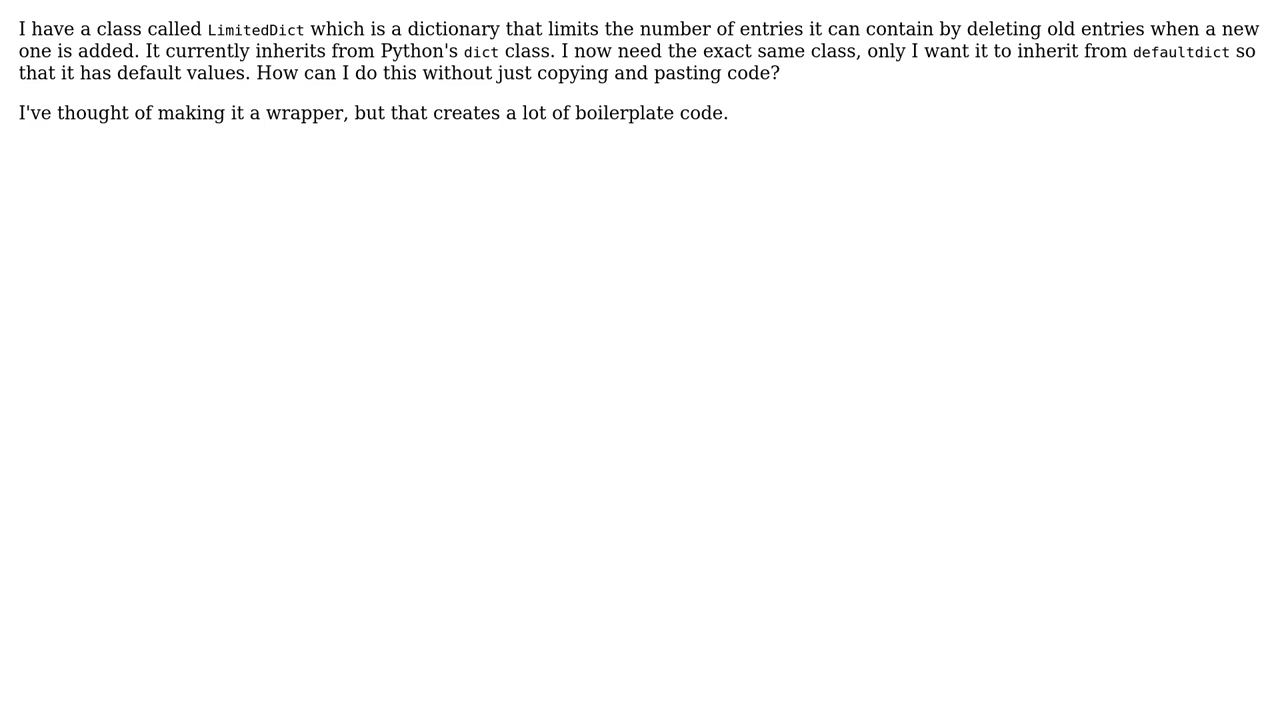 I have a class called LimitedDict which is a dictionary that limits the number of entries it can contain by deleting old entries when a new
one is added. It currently inherits from Python's dict class. I now need the exact same class, only I want it to inherit from defaultdict so
that it has default values. How can I do this without just copying and pasting code?
I've thought of making it a wrapper, but that creates a lot of boilerplate code.